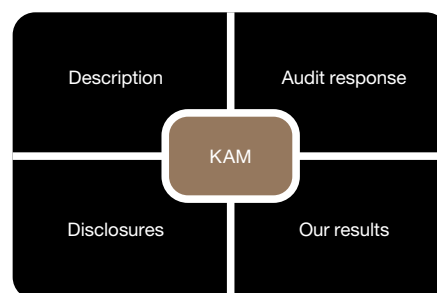 Description
Audit response
KAM
Disclosures
Our results